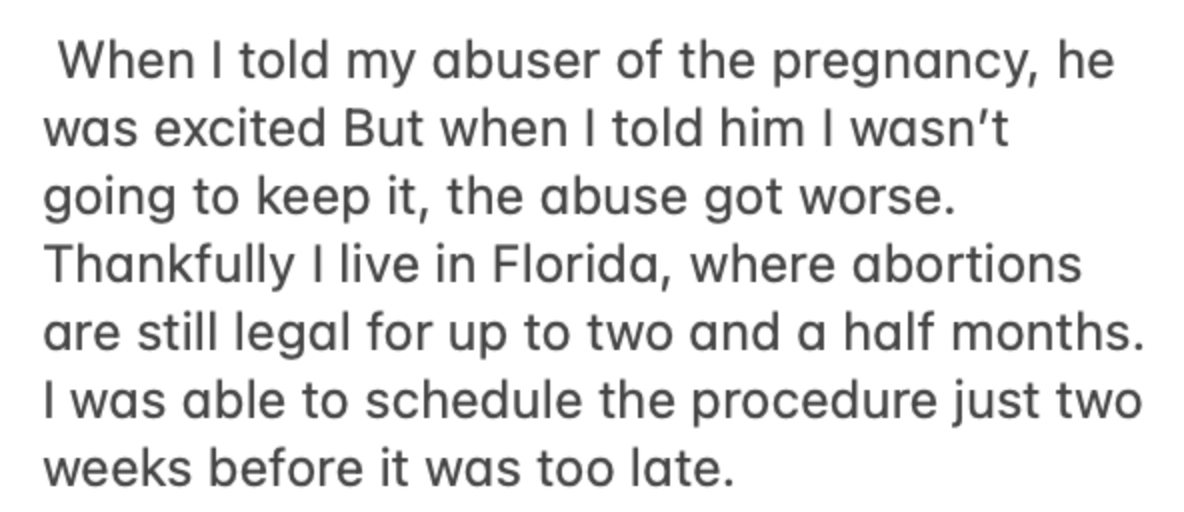 When I told my abuser of the pregnancy, he
was excited But when I told him I wasn’t
going to keep it, the abuse got worse.
Thankfully I live in Florida, where abortions
are still legal for up to two and a half months.
I was able to schedule the procedure just two
weeks before it was too late.